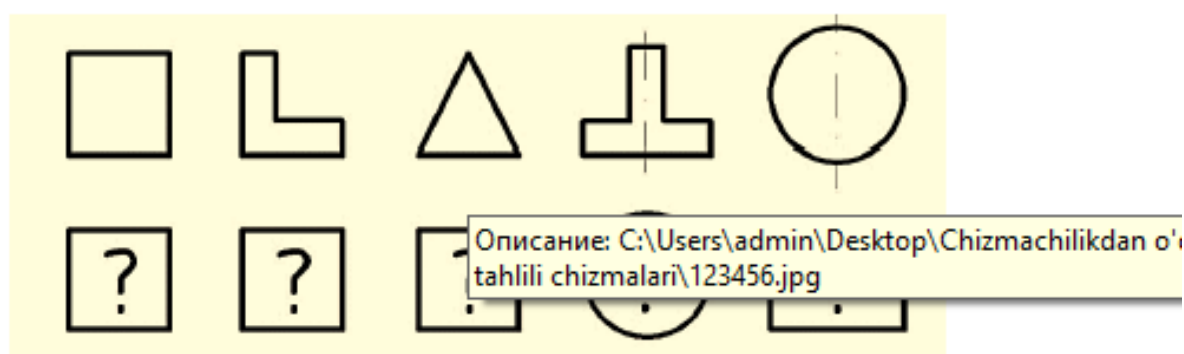 ? ? ? ? ?
Описание: C:\Users\admin\Desktop\Chizmachilikdan o'
tahlili chizmalari\123456.jpg